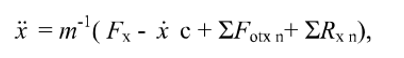 ẍ = m⁻¹( Fₓ - ẋ c + ΣF_otx n + ΣR_x n),